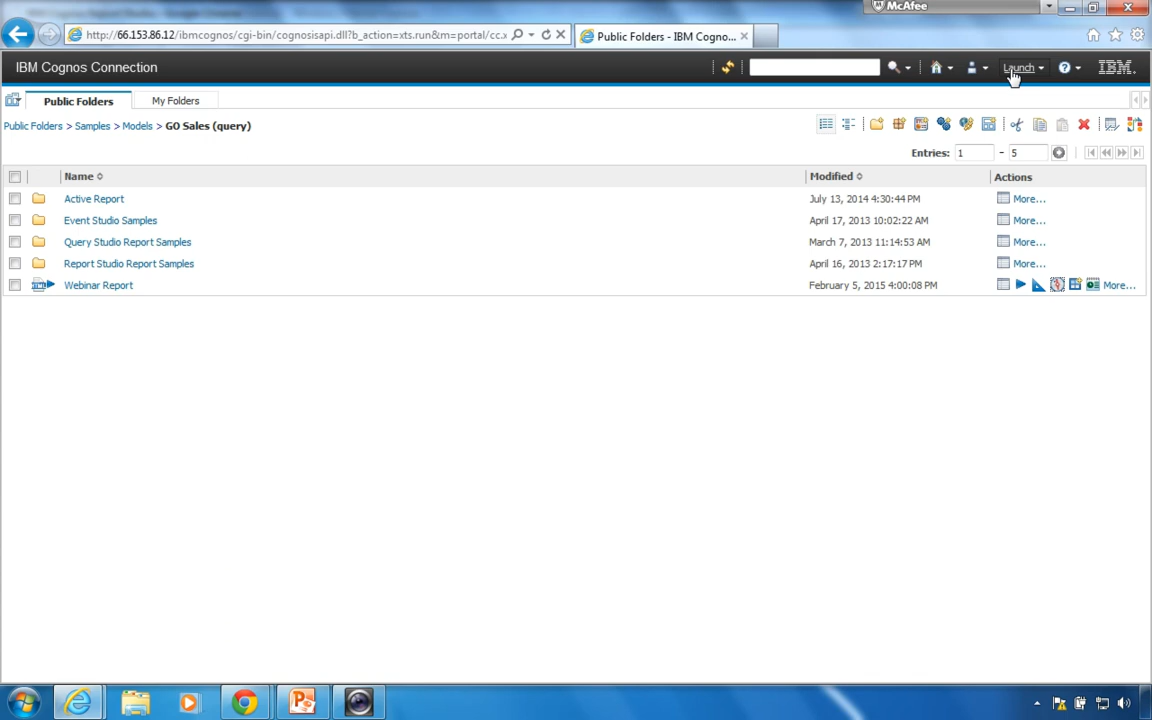 McAfee
http://66.153.86.12/ibmcognos/cgi-bin/cognosisapi.dll?b_action=xts.run&m=portal/cc.x
Public Folders - IBM Cogno...
IBM Cognos Connection
Launch
IBM.
Public Folders
My Folders
Public Folders > Samples > Models > GO Sales (query)
Entries: 1 - 5
Name Modified Actions
Active Report July 13, 2014 4:30:44 PM More...
Event Studio Samples April 17, 2013 10:02:22 AM More...
Query Studio Report Samples March 7, 2013 11:14:53 AM More...
Report Studio Report Samples April 16, 2013 2:17:17 PM More...
Webinar Report February 5, 2015 4:00:08 PM More...